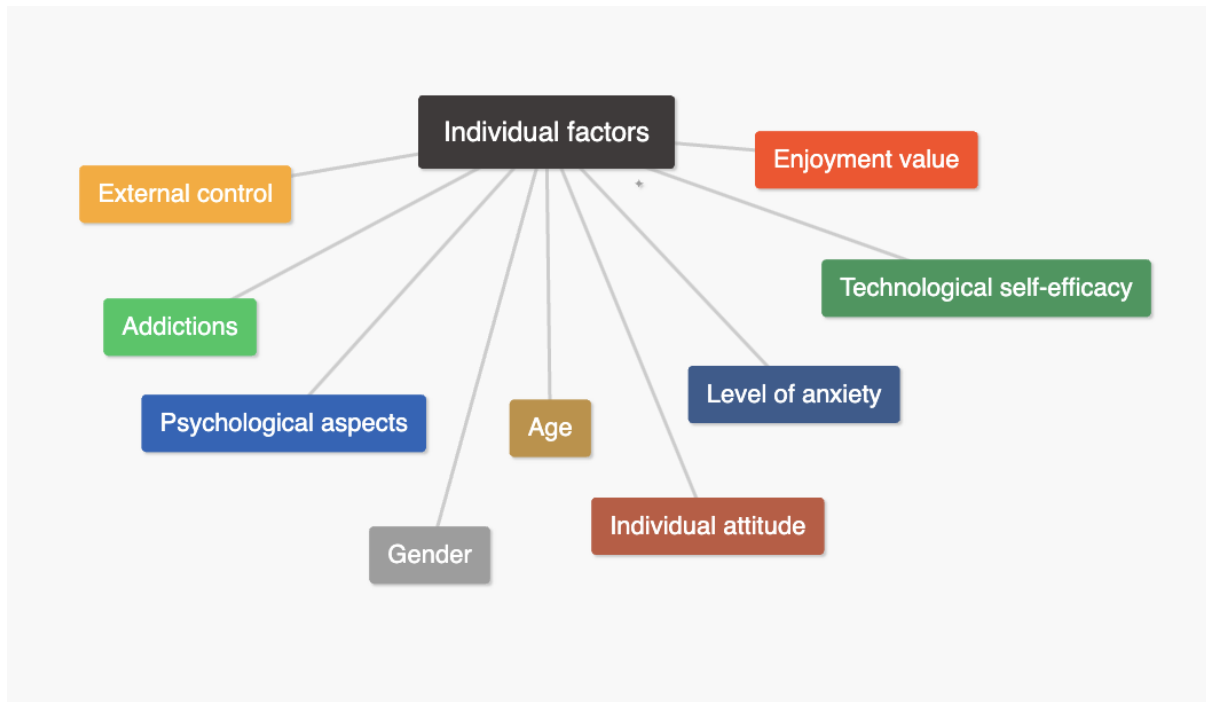 Individual factors
Enjoyment value
External control
Technological self-efficacy
Addictions
Level of anxiety
Psychological aspects
Age
Individual attitude
Gender